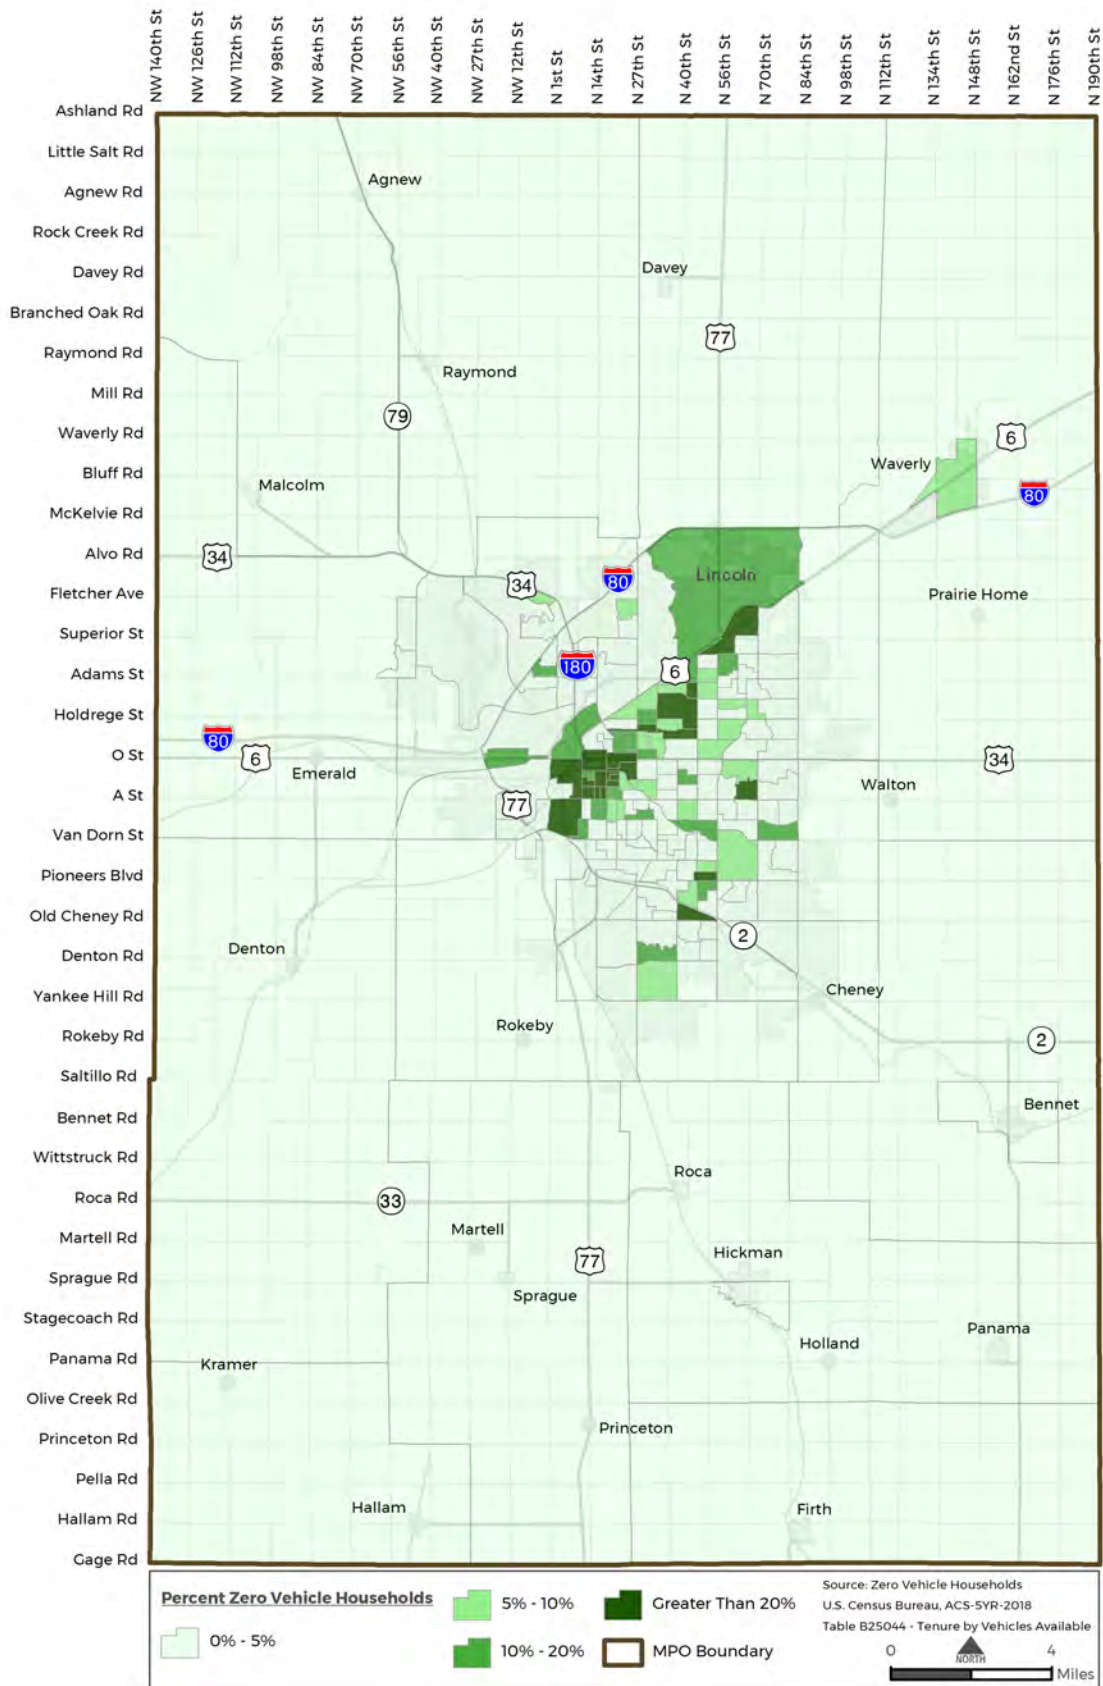 NW 140th St
NW 126th St
NW 112th St
NW 98th St
NW 84th St
NW 70th St
NW 56th St
NW 40th St
NW 27th St
NW 12th St
N 1st St
N 14th St
N 27th St
N 40th St
N 56th St
N 70th St
N 84th St
N 98th St
N 112th St
N 134th St
N 148th St
N 162nd St
N 176th St
N 190th St
Ashland Rd
Little Salt Rd
Agnew Rd
Rock Creek Rd
Davey Rd
Branched Oak Rd
Raymond Rd
Mill Rd
Waverly Rd
Bluff Rd
McKelvie Rd
Alvo Rd
Fletcher Ave
Superior St
Adams St
Holdrege St
O St
A St
Van Dorn St
Pioneers Blvd
Old Cheney Rd
Denton Rd
Yankee Hill Rd
Rokeby Rd
Saltillo Rd
Bennet Rd
Wittstruck Rd
Roca Rd
Martell Rd
Sprague Rd
Stagecoach Rd
Panama Rd
Olive Creek Rd
Princeton Rd
Pella Rd
Hallam Rd
Gage Rd
Agnew
Davey
77
Raymond
79
6
Waverly
Malcolm
80
34
34
80
Lincoln
Prairie Home
180
6
80
6
Emerald
34
Walton
77
2
Denton
Cheney
Rokeby
2
Bennet
Roca
33
Martell
Hickman
77
Sprague
Panama
Holland
Kramer
Princeton
Hallam
Firth
Percent Zero Vehicle Households
0% - 5%
5% - 10%
10% - 20%
Greater Than 20%
MPO Boundary
Source: Zero Vehicle Households
U.S. Census Bureau, ACS-5YR-2018
Table B25044 - Tenure by Vehicles Available
0
NORTH
4
Miles